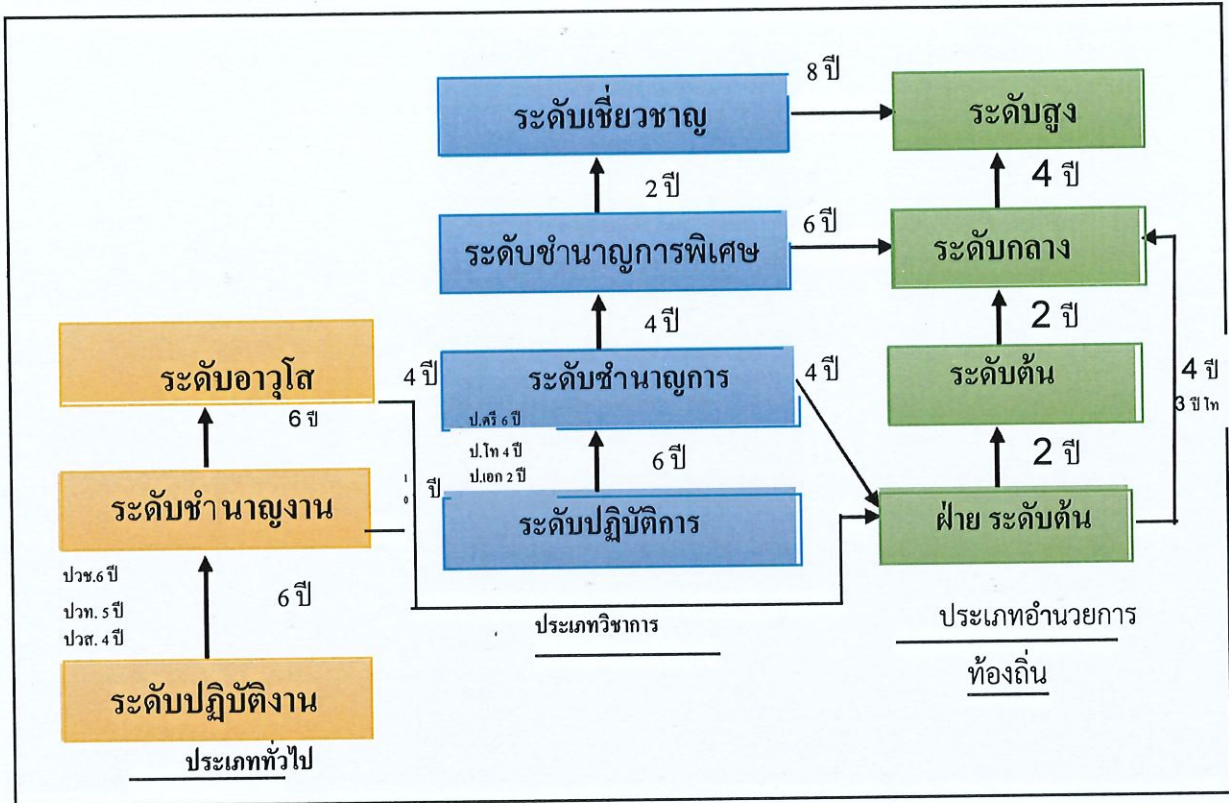 8 ปี
ระดับเชี่ยวชาญ
ระดับสูง
2 ปี
4 ปี
ระดับชำนาญการพิเศษ
6 ปี
ระดับกลาง
4 ปี
2 ปี
ระดับอาวุโส
4 ปี
ระดับชำนาญการ
4 ปี
ระดับต้น
4 ปี
3 ปี โท
6 ปี
ป.ตรี 6 ปี
ป.โท 4 ปี
ป.เอก 2 ปี
6 ปี
2 ปี
ระดับชำนาญงาน
10 ปี
ระดับปฏิบัติการ
ฝ่าย ระดับต้น
ปวช.6 ปี
ปวท. 5 ปี
ปวส. 4 ปี
6 ปี
ประเภทวิชาการ
ประเภทอำนวยการ
ท้องถิ่น
ระดับปฏิบัติงาน
ประเภททั่วไป